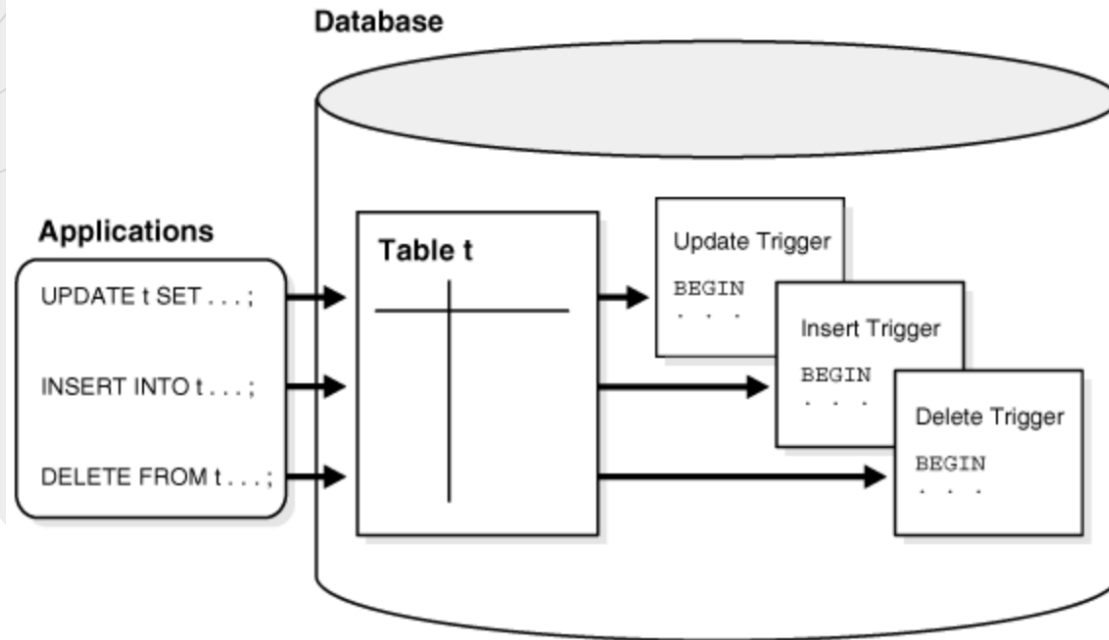 Database
Applications
UPDATE t SET . . . ;
INSERT INTO t . . . ;
DELETE FROM t . . . ;
Table t
Update Trigger
BEGIN
. . .
Insert Trigger
BEGIN
. . .
Delete Trigger
BEGIN
. . .